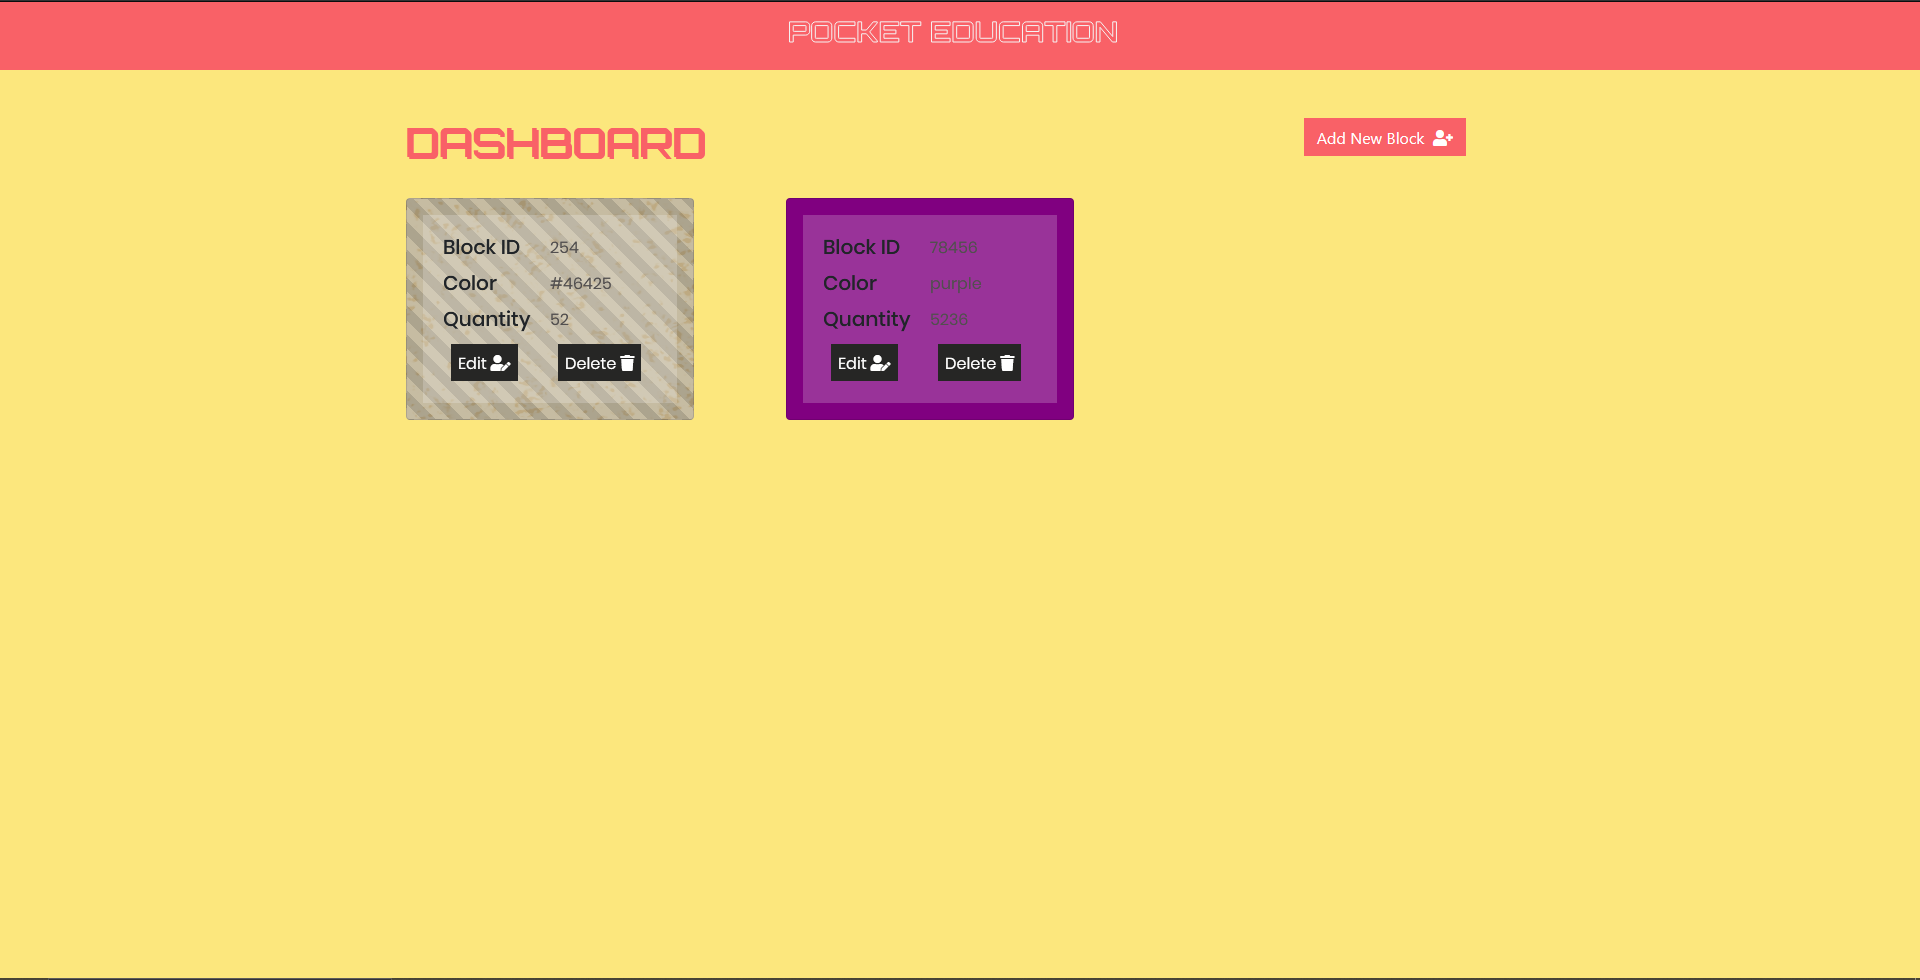 POCKET EDUCATION
DASHBOARD
Add New Block
Block ID 254
Color #46425
Quantity 52
Edit Delete
Block ID 78456
Color purple
Quantity 5236
Edit Delete